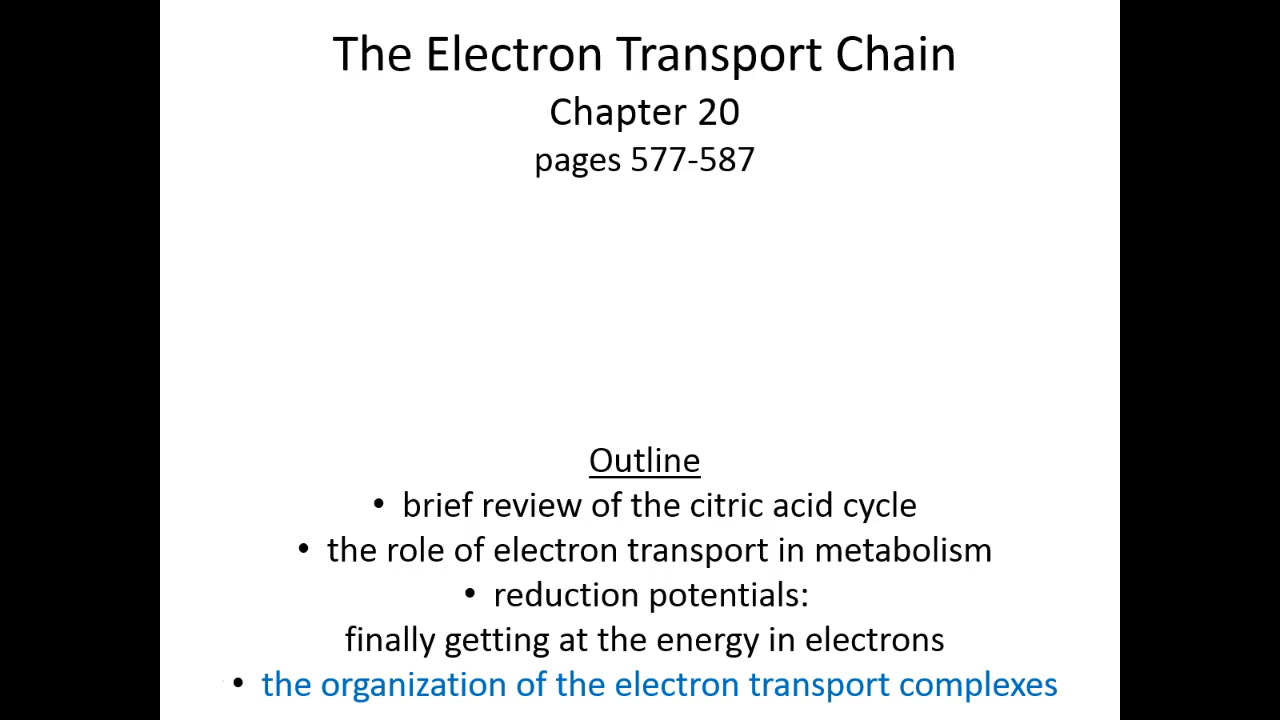 The Electron Transport Chain
Chapter 20
pages 577-587
Outline
• brief review of the citric acid cycle
• the role of electron transport in metabolism
• reduction potentials:
finally getting at the energy in electrons
• the organization of the electron transport complexes